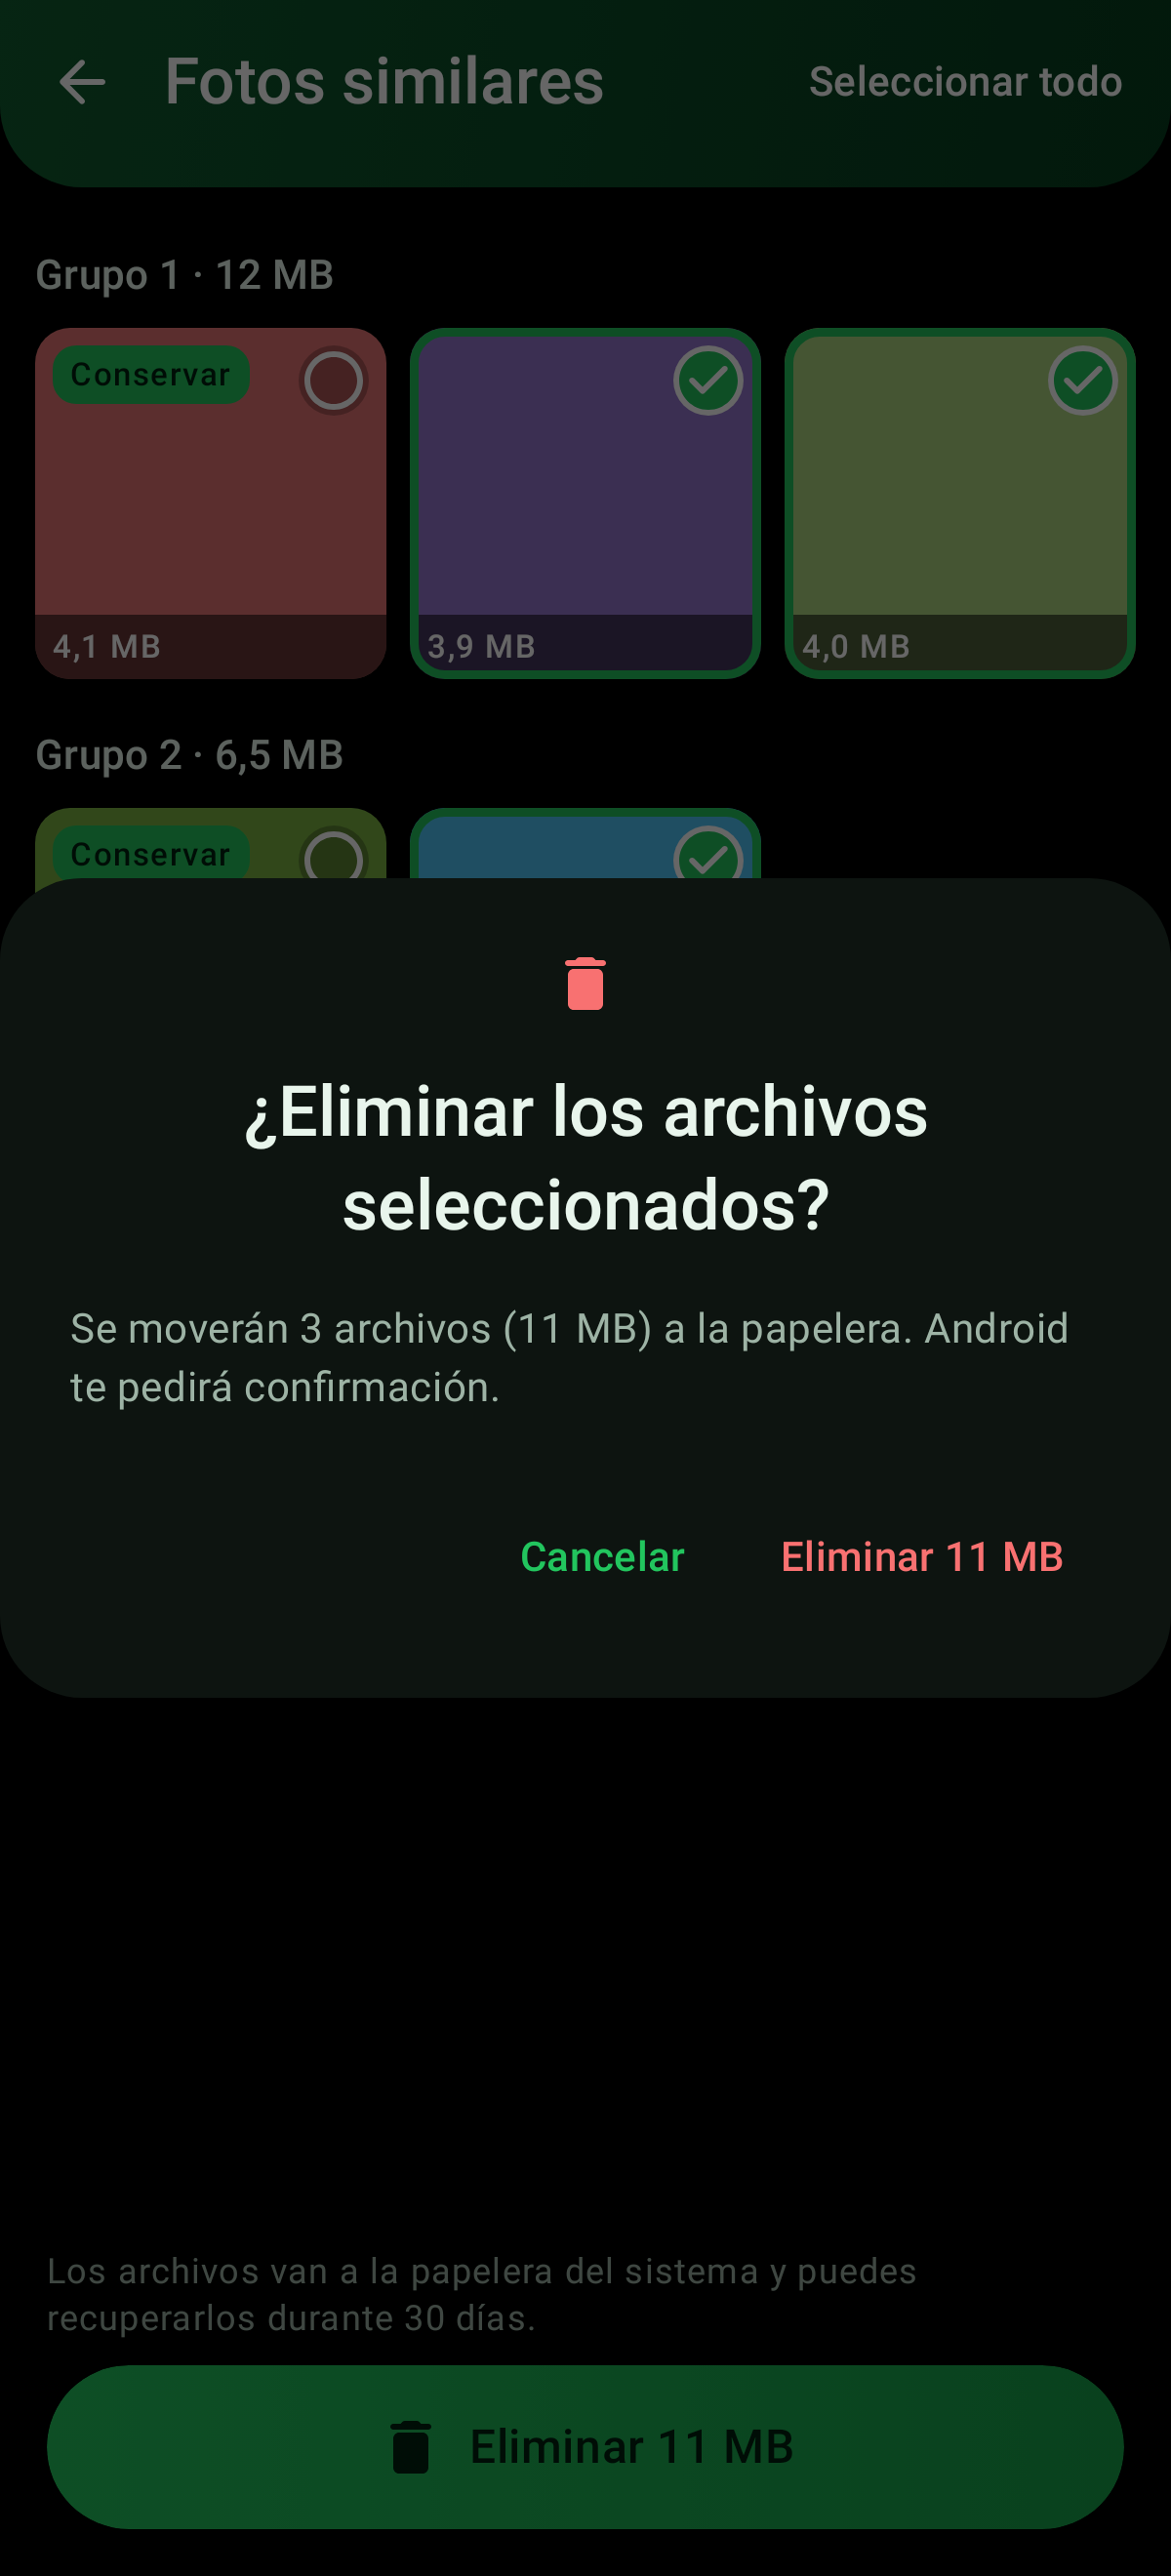 Fotos similares
Seleccionar todo
Grupo 1 · 12 MB
Conservar
4,1 MB
3,9 MB
4,0 MB
Grupo 2 · 6,5 MB
Conservar
¿Eliminar los archivos
seleccionados?
Se moverán 3 archivos (11 MB) a la papelera. Android
te pedirá confirmación.
Cancelar
Eliminar 11 MB
Los archivos van a la papelera del sistema y puedes
recuperarlos durante 30 días.
Eliminar 11 MB